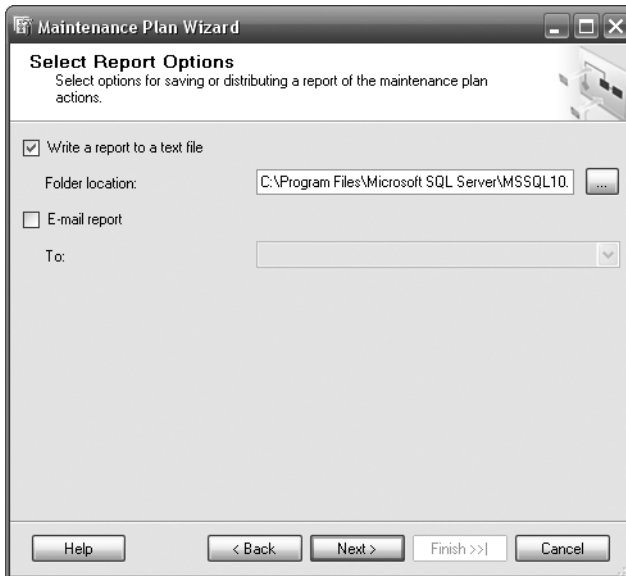 Maintenance Plan Wizard
Select Report Options
Select options for saving or distributing a report of the maintenance plan
actions.
Write a report to a text file
Folder location: C:\Program Files\Microsoft SQL Server\MSSQL10. ...
E-mail report
To:
Help < Back Next > Finish >>| Cancel